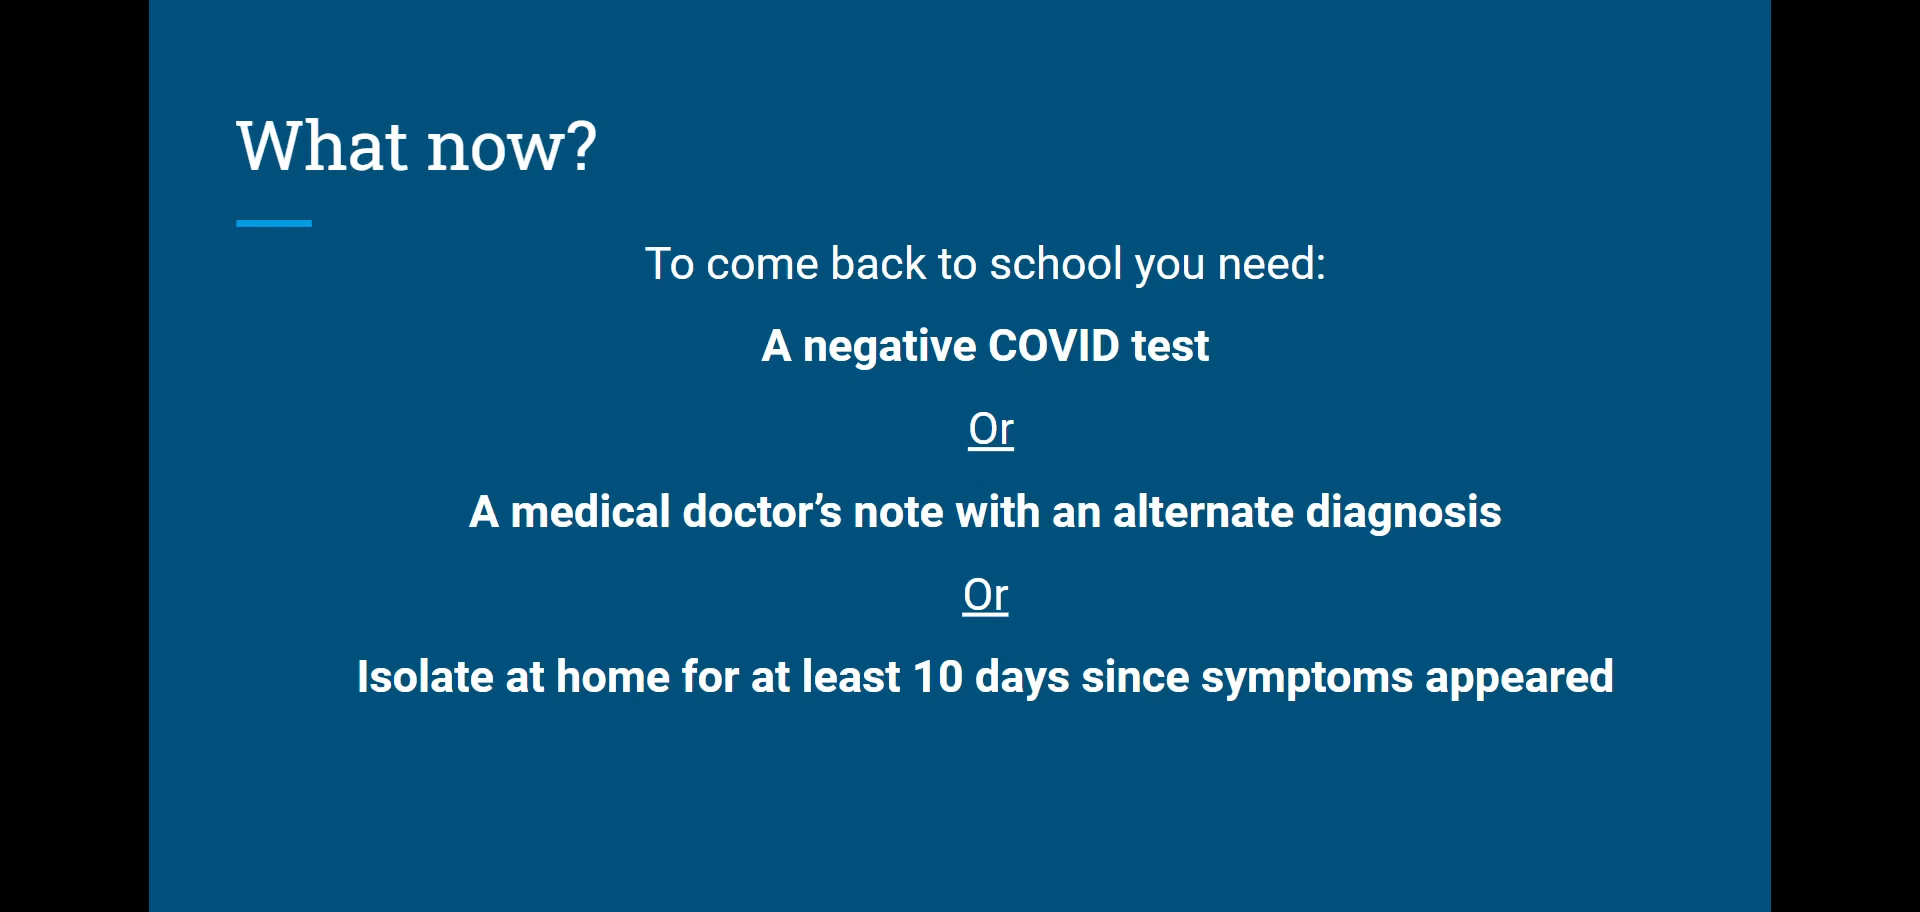 What now?
To come back to school you need:
A negative COVID test
Or
A medical doctor’s note with an alternate diagnosis
Or
Isolate at home for at least 10 days since symptoms appeared